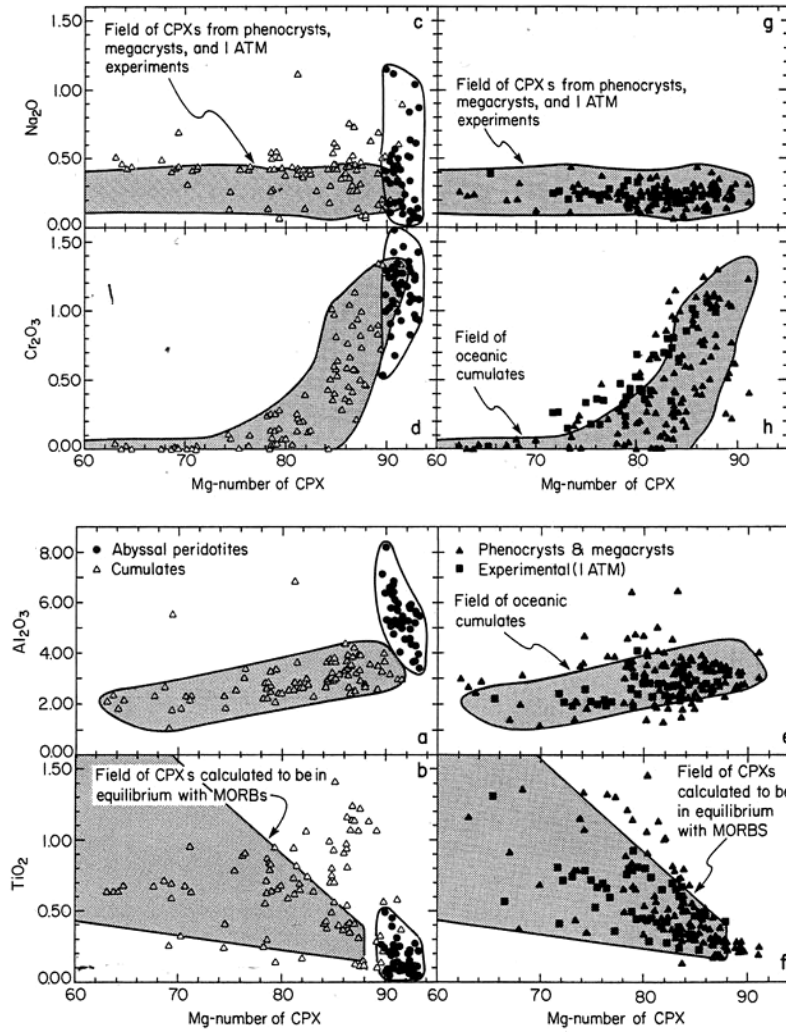 c
g
Field of CPXs from phenocrysts,
megacrysts, and 1 ATM
experiments
Field of CPXs from phenocrysts,
megacrysts, and 1 ATM
experiments
Na2O
1.50
1.00
0.50
0.00
Cr2O3
1.50
1.00
0.50
0.00
Field of
oceanic
cumulates
d
h
60 70 80 90 60 70 80 90
Mg-number of CPX Mg-number of CPX
Al2O3
8.00
6.00
4.00
2.00
0.00
● Abyssal peridotites
△ Cumulates
▲ Phenocrysts & megacrysts
■ Experimental (1 ATM)
Field of oceanic
cumulates
a
e
TiO2
1.50
1.00
0.50
0.00
b
Field of CPXs calculated to be in
equilibrium with MORBs
Field of CPXs
calculated to be
in equilibrium
with MORBS
f
60 70 80 90 60 70 80 90
Mg-number of CPX Mg-number of CPX